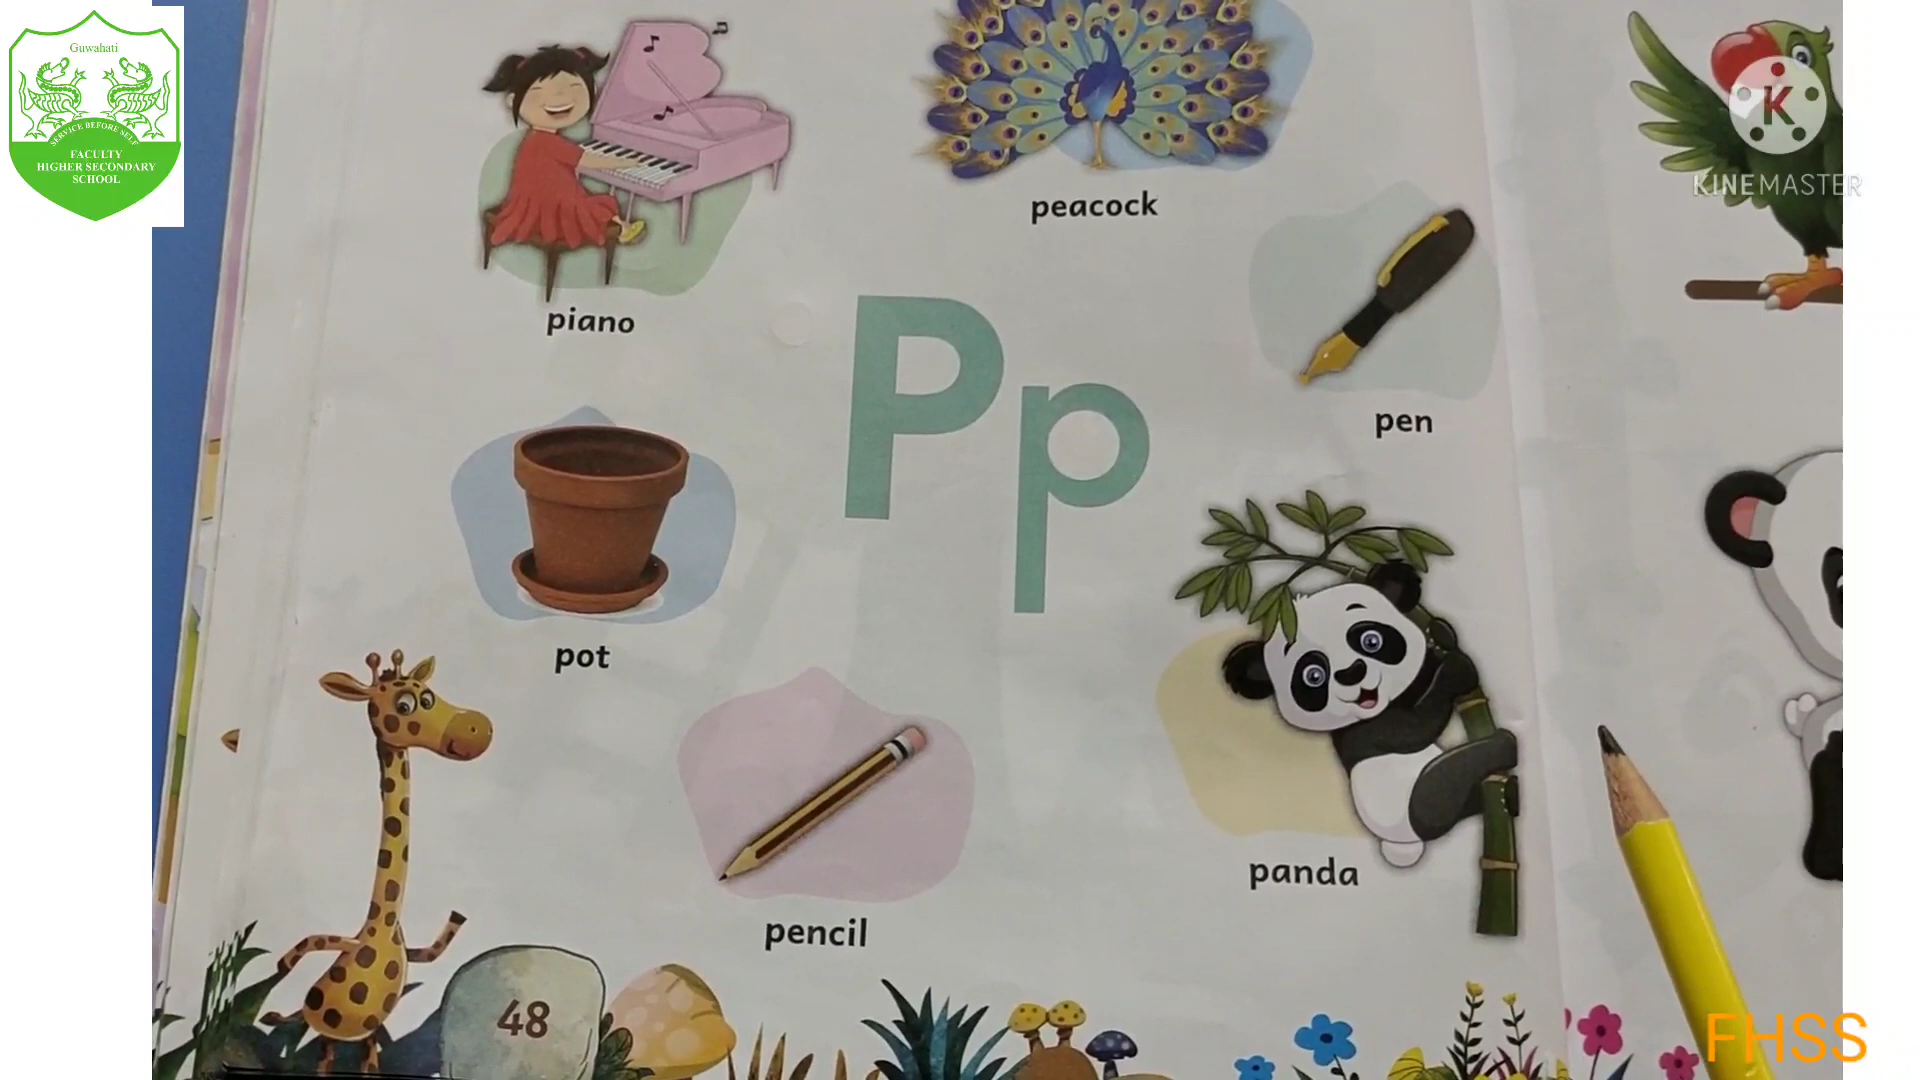 Guwahati
SERVICE BEFORE SELF
FACULTY
HIGHER SECONDARY
SCHOOL
K
KINEMASTER
peacock
piano
Pp
pen
pot
panda
pencil
48
FHSS